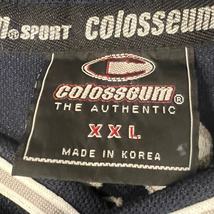 ® SPORT colosseum
colosseum®
THE AUTHENTIC
XXL
MADE IN KOREA